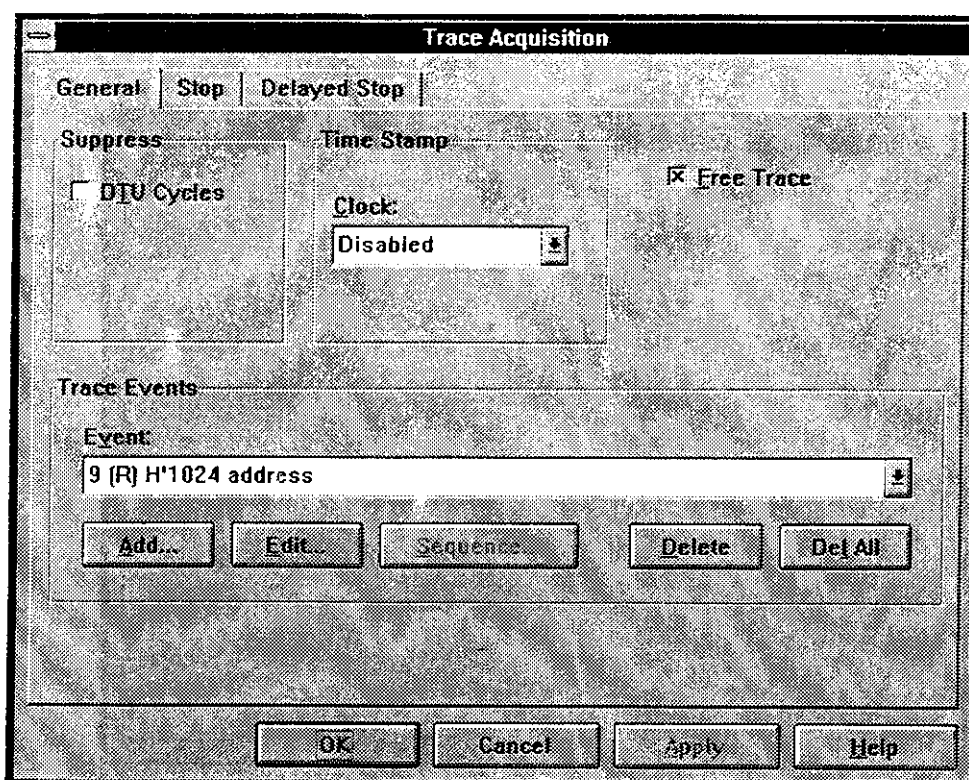 Trace Acquisition
General Stop Delayed Stop
Suppress
DTU Cycles
Time Stamp
Clock:
Disabled
Free Trace
Trace Events
Event:
9 (R) H'1024 address
Add... Edit... Sequence... Delete Del All
OK Cancel Apply Help